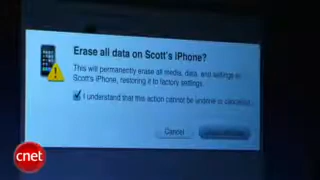 Erase all data on Scott's iPhone?
This will permanently erase all media, data, and settings on
Scott's iPhone, restoring it to factory settings.
I understand that this action cannot be undone or cancelled.
Cancel
cnet